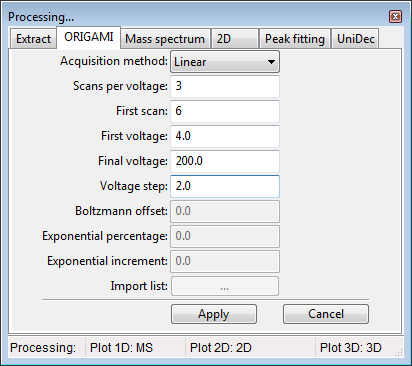 Processing...
Extract ORIGAMI Mass spectrum 2D Peak fitting UniDec
Acquisition method: Linear
Scans per voltage: 3
First scan: 6
First voltage: 4.0
Final voltage: 200.0
Voltage step: 2.0
Boltzmann offset: 0.0
Exponential percentage: 0.0
Exponential increment: 0.0
Import list: ...
Apply Cancel
Processing: Plot 1D: MS Plot 2D: 2D Plot 3D: 3D